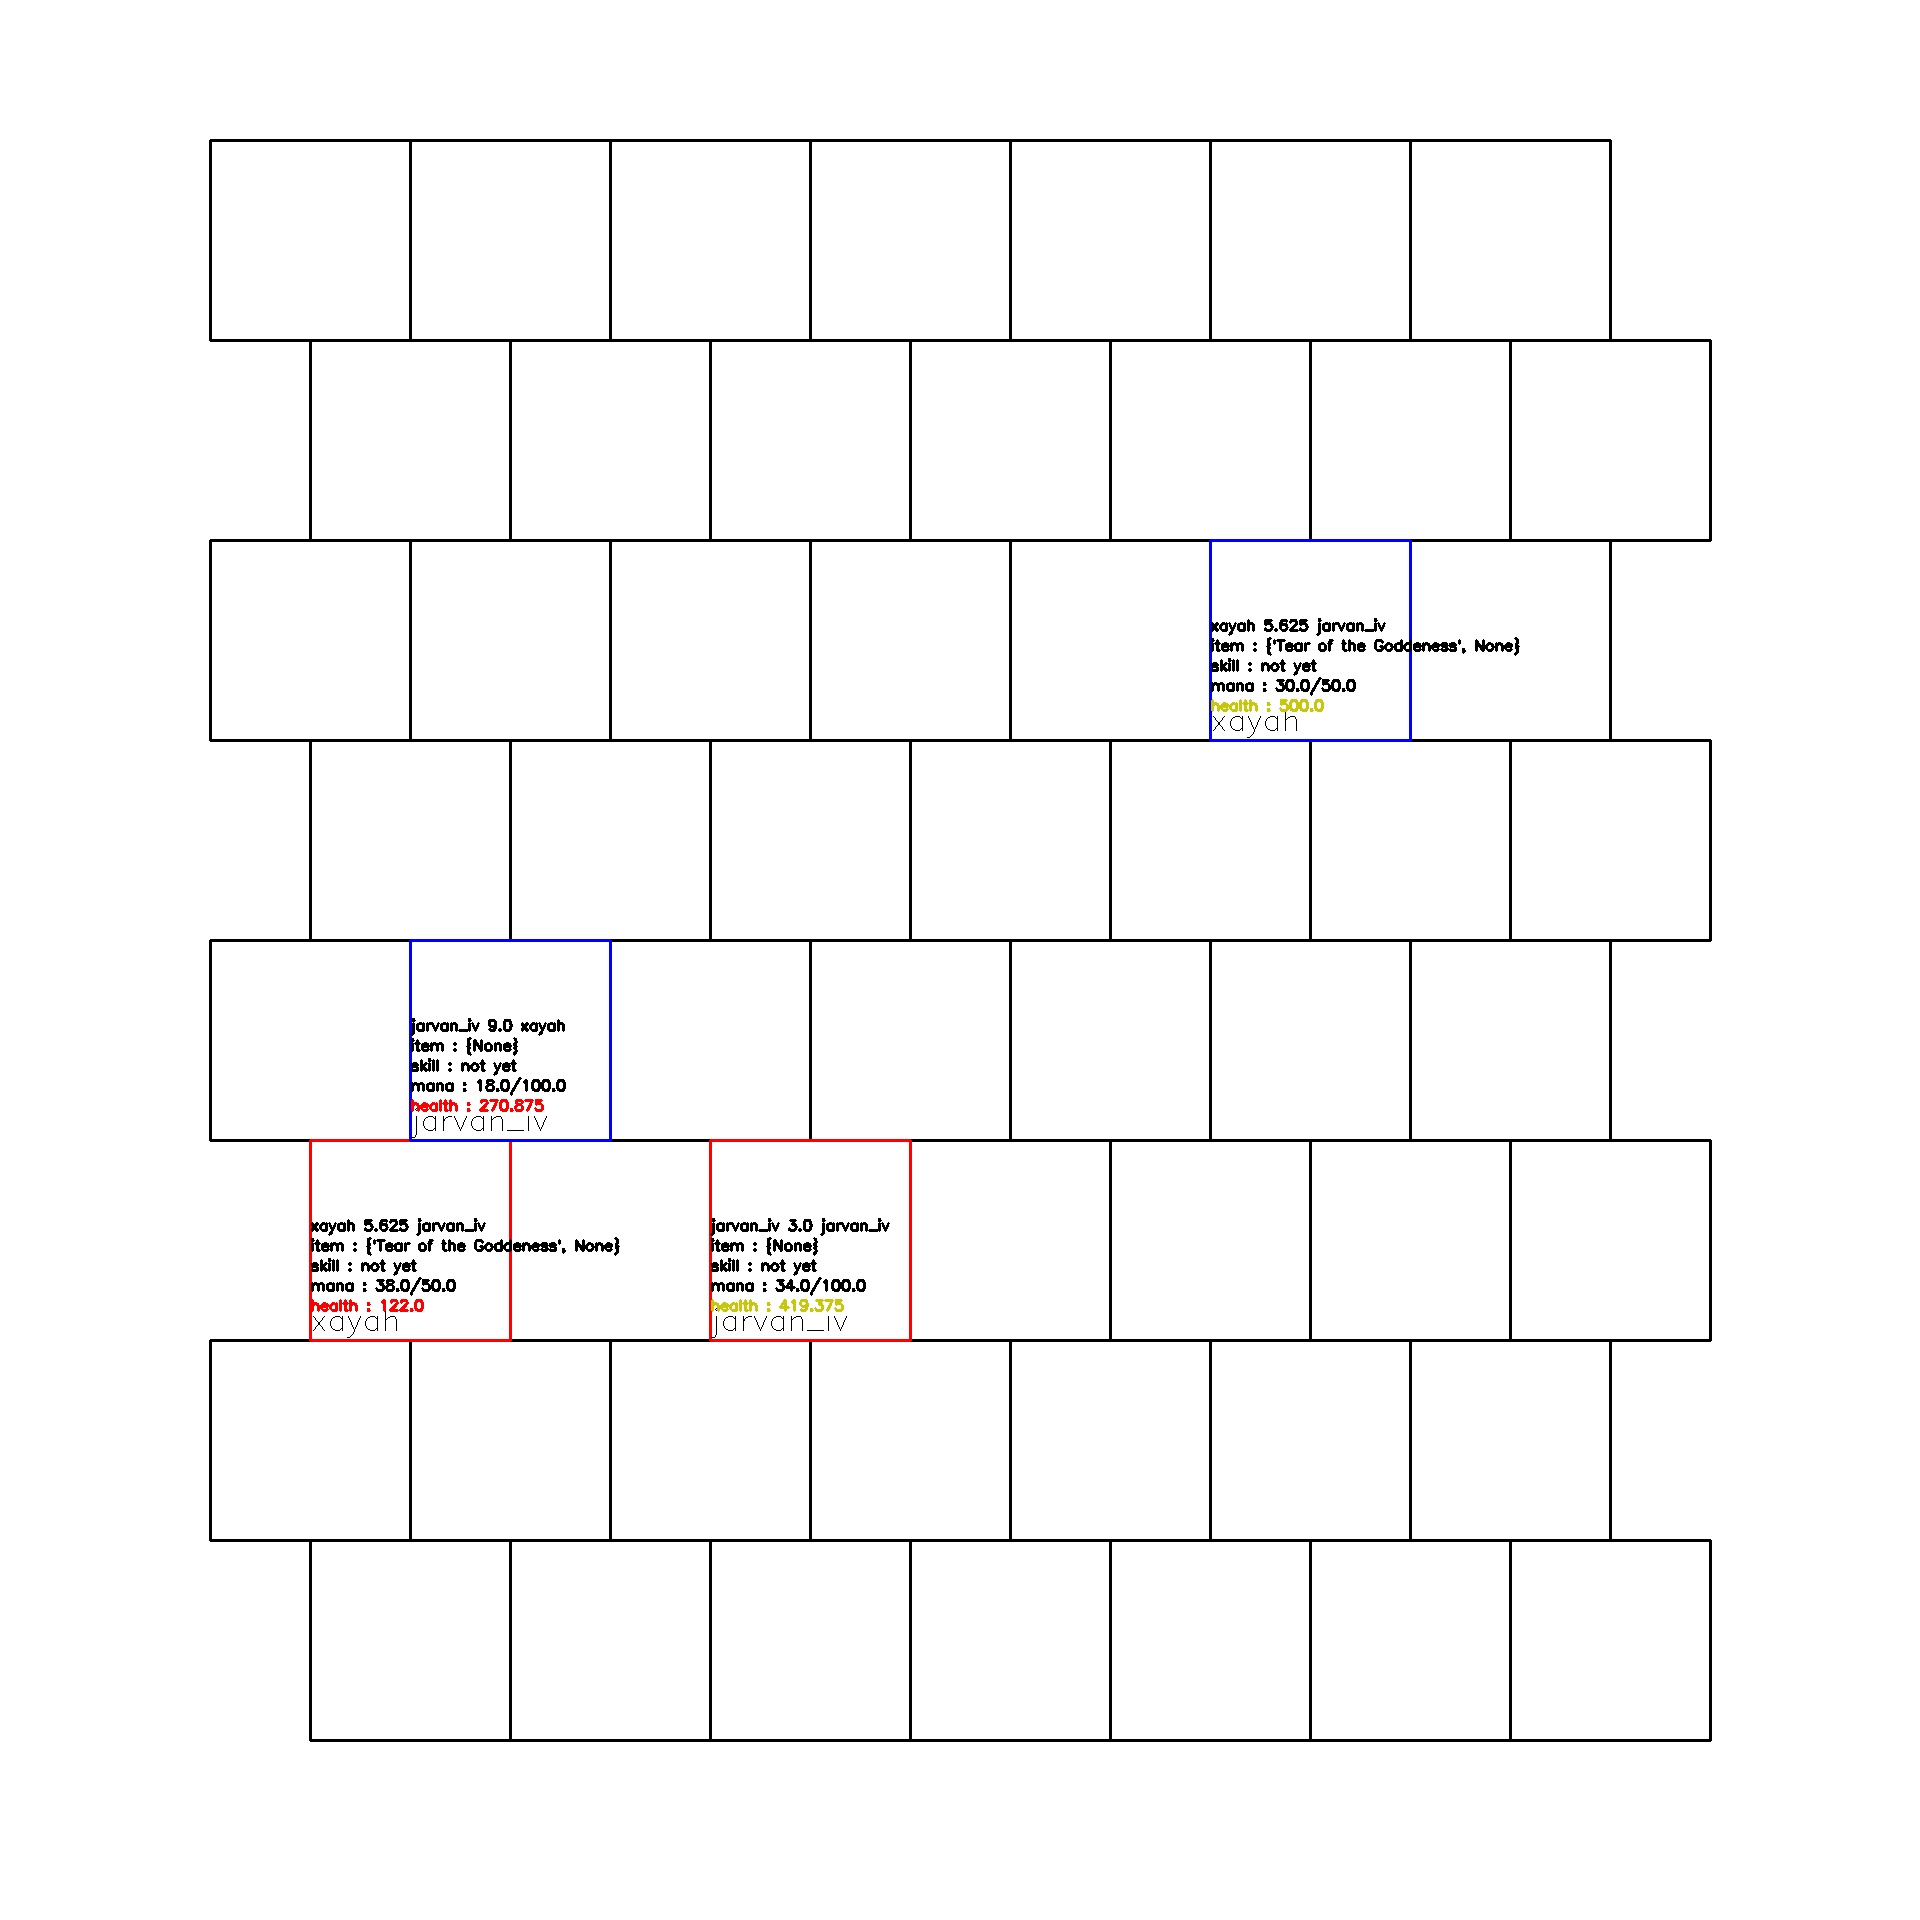 xayah 5.625 jarvan_iv
item : {'Tear of the Goddeness', None}
skill : not yet
mana : 30.0/50.0
health : 500.0
xayah
jarvan_iv 9.0 xayah
item : {None}
skill : not yet
mana : 18.0/100.0
health : 270.875
jarvan_iv
xayah 5.625 jarvan_iv
item : {'Tear of the Goddeness', None}
skill : not yet
mana : 38.0/50.0
health : 122.0
xayah
jarvan_iv 3.0 jarvan_iv
item : {None}
skill : not yet
mana : 34.0/100.0
health : 419.375
jarvan_iv